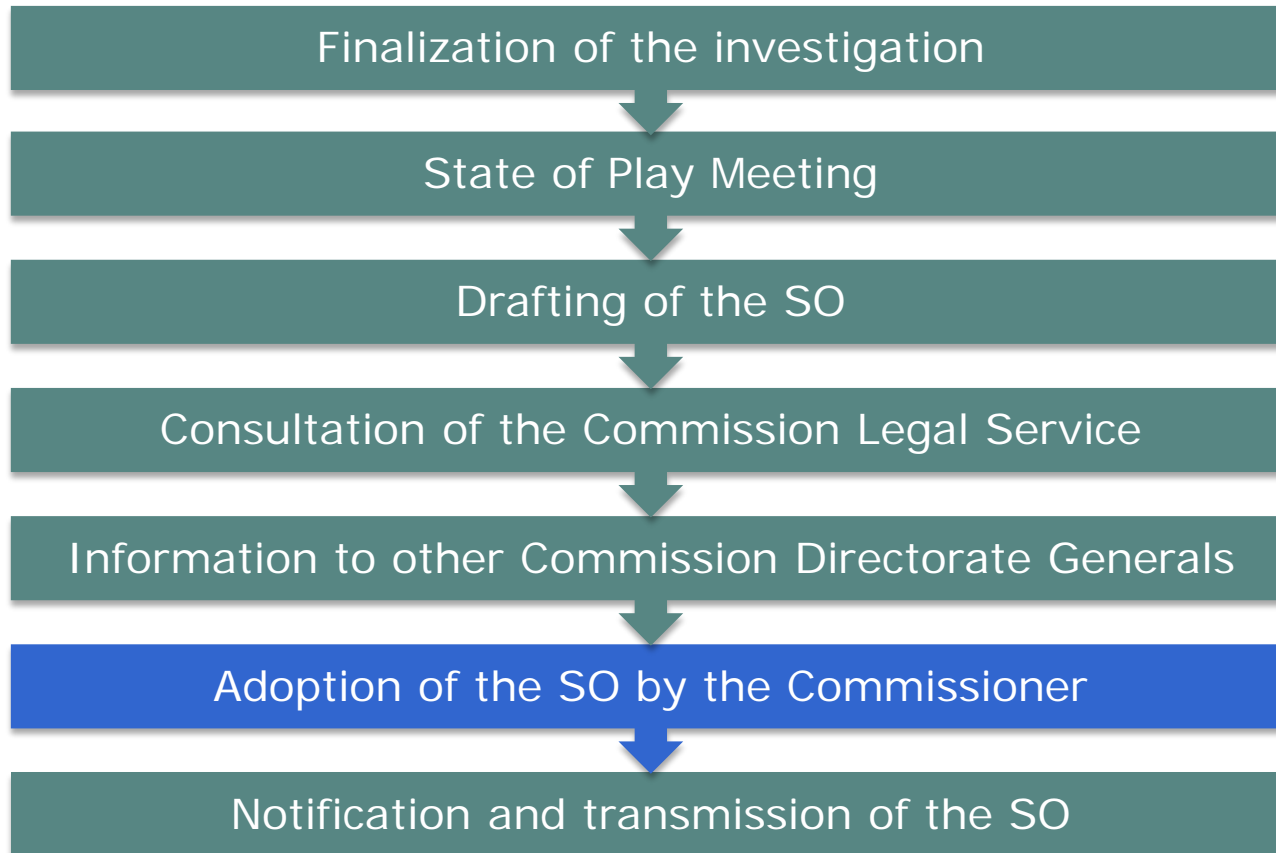 Finalization of the investigation
State of Play Meeting
Drafting of the SO
Consultation of the Commission Legal Service
Information to other Commission Directorate Generals
Adoption of the SO by the Commissioner
Notification and transmission of the SO